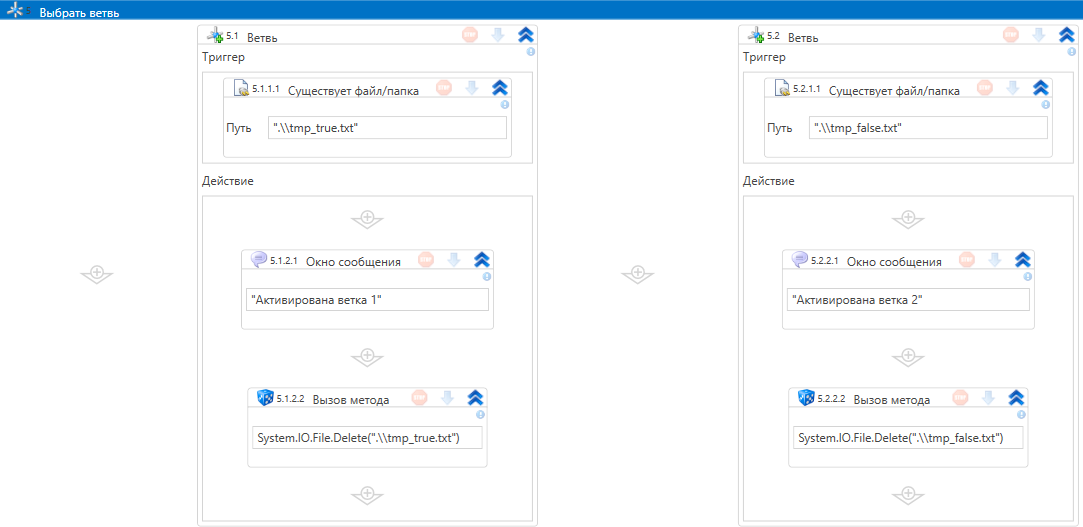 Выбрать ветвь
5.1 Ветвь
Триггер
5.1.1.1 Существует файл/папка
Путь ".\\tmp_true.txt"
Действие
5.1.2.1 Окно сообщения
"Активирована ветка 1"
5.1.2.2 Вызов метода
System.IO.File.Delete(".\\tmp_true.txt")
5.2 Ветвь
Триггер
5.2.1.1 Существует файл/папка
Путь ".\\tmp_false.txt"
Действие
5.2.2.1 Окно сообщения
"Активирована ветка 2"
5.2.2.2 Вызов метода
System.IO.File.Delete(".\\tmp_false.txt")